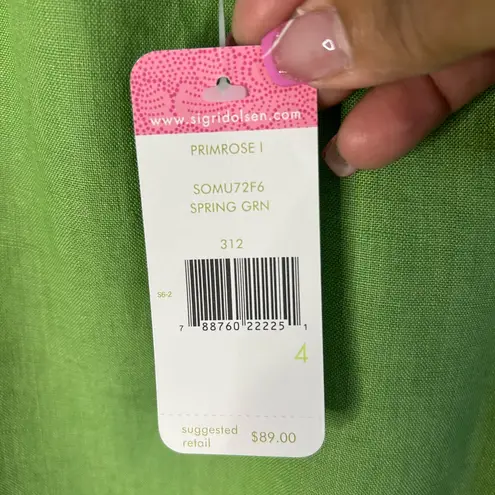 www.sigridolsen.com
PRIMROSE I
SOMU72F6
SPRING GRN
312
S6-2
7 88760 22225 1
4
suggested
retail $89.00